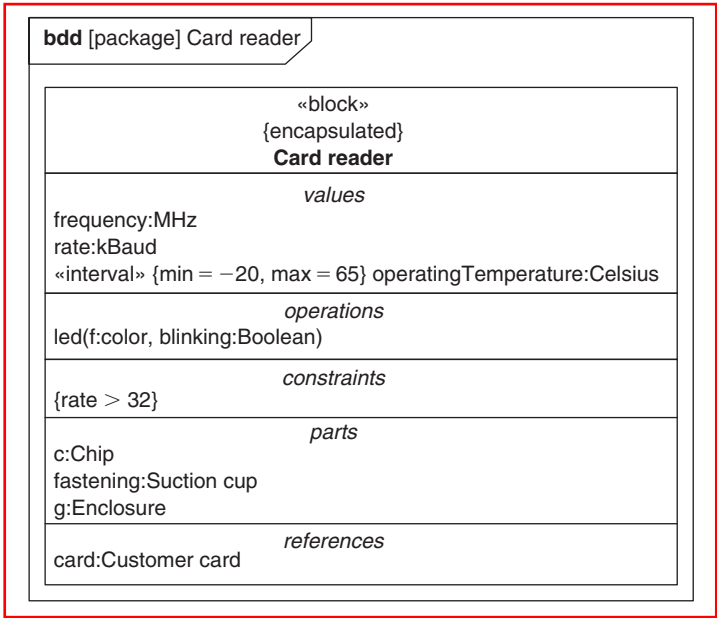 bdd [package] Card reader
«block»
{encapsulated}
Card reader
values
frequency:MHz
rate:kBaud
«interval» {min = −20, max = 65} operatingTemperature:Celsius
operations
led(f:color, blinking:Boolean)
constraints
{rate > 32}
parts
c:Chip
fastening:Suction cup
g:Enclosure
references
card:Customer card